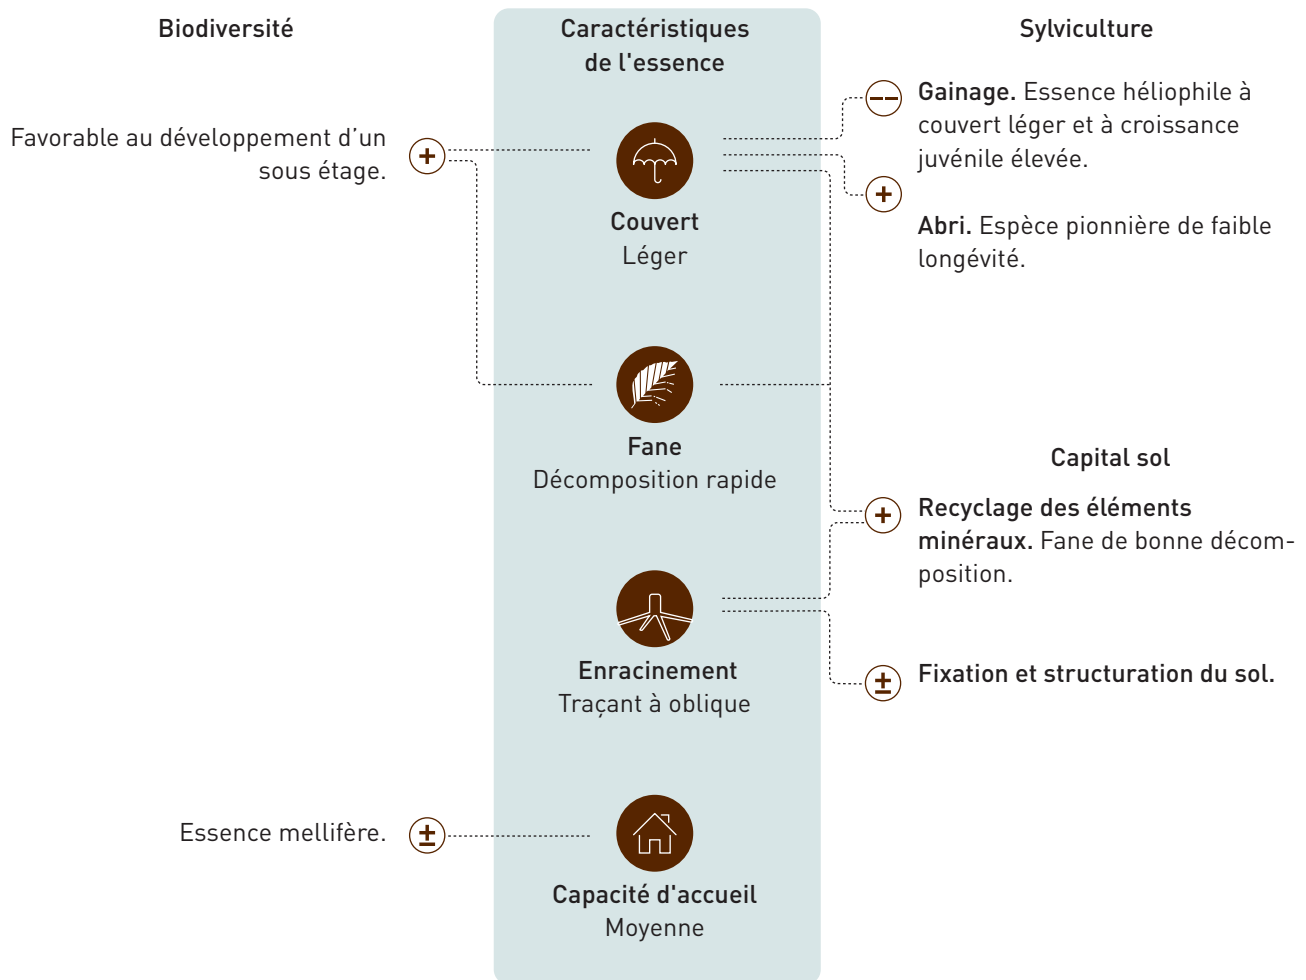 Biodiversité
Favorable au développement d’un
sous étage.
+
Essence mellifère.
±
Caractéristiques
de l'essence
Couvert
Léger
Fane
Décomposition rapide
Enracinement
Traçant à oblique
Capacité d'accueil
Moyenne
Sylviculture
−−
Gainage. Essence héliophile à
couvert léger et à croissance
juvénile élevée.
+
Abri. Espèce pionnière de faible
longévité.
Capital sol
+
Recyclage des éléments
minéraux. Fane de bonne décom-
position.
±
Fixation et structuration du sol.